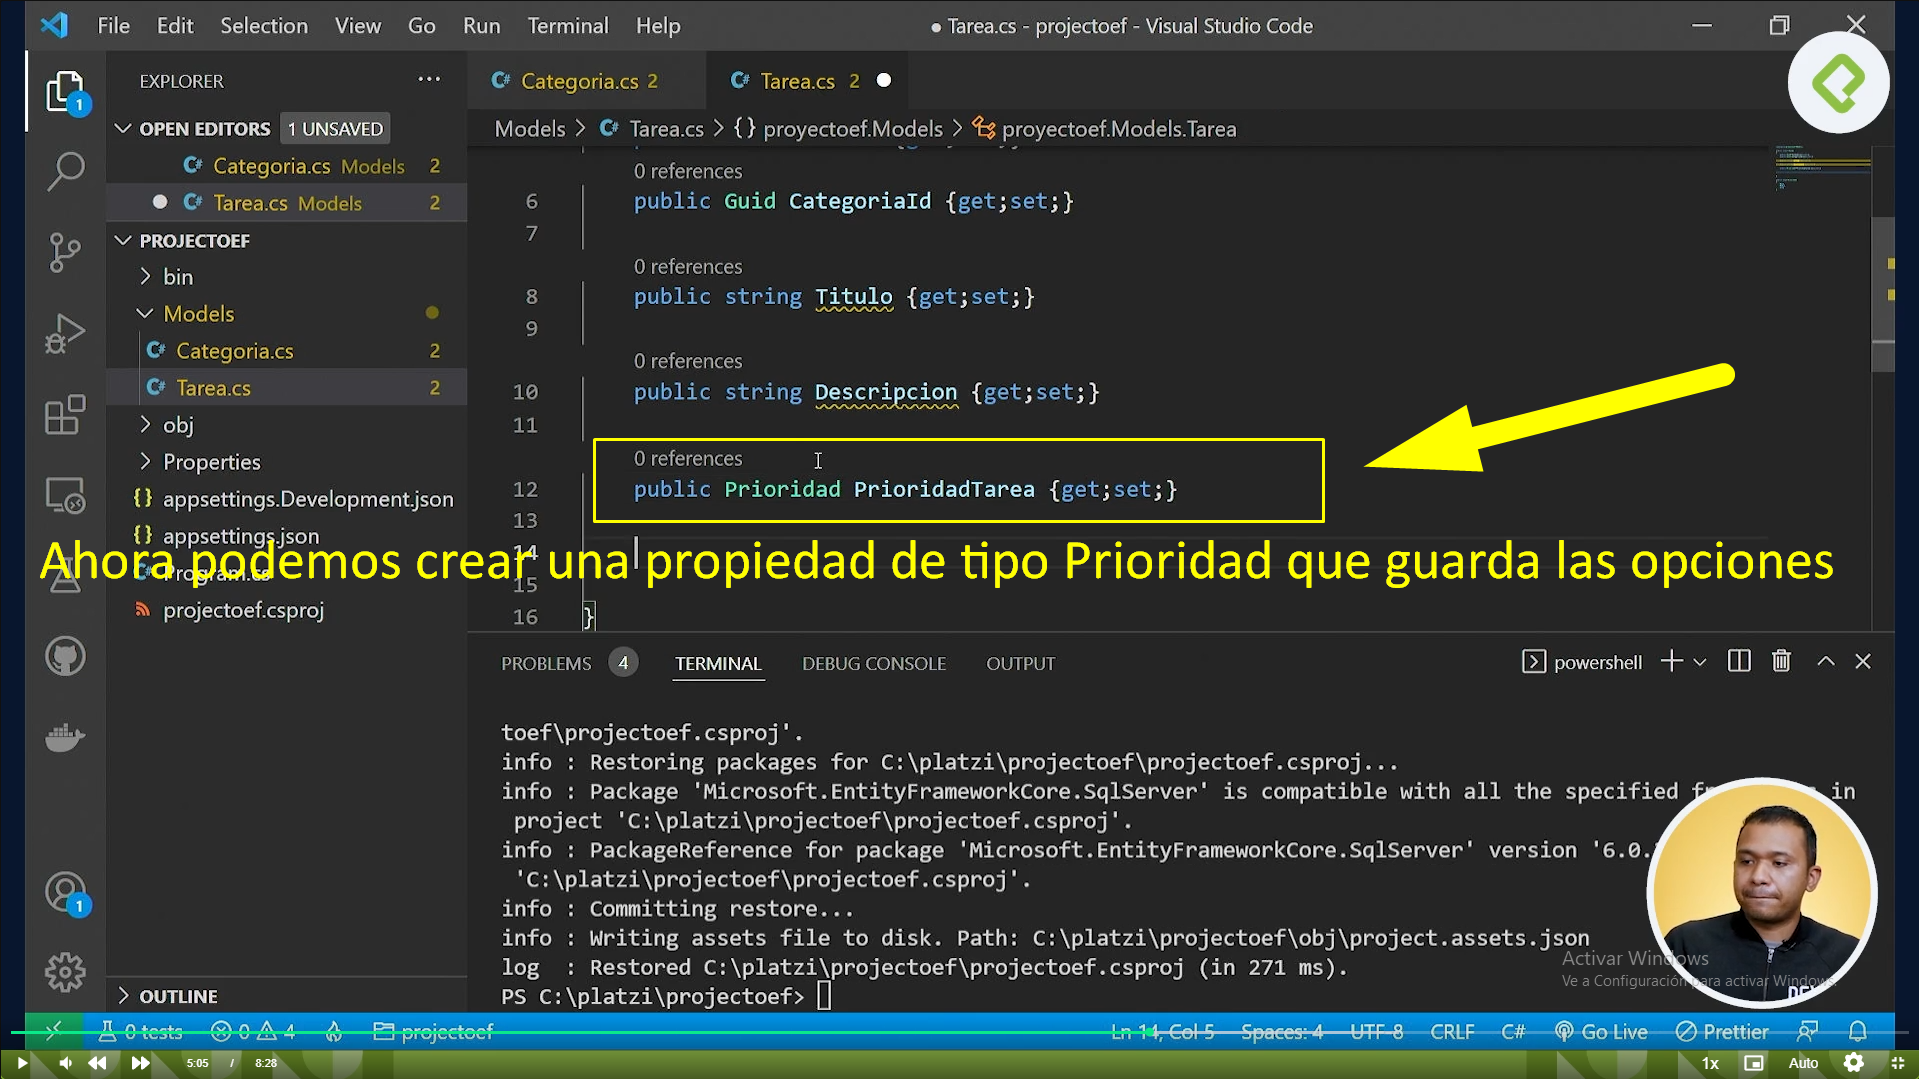 File Edit Selection View Go Run Terminal Help
● Tarea.cs - projectoef - Visual Studio Code
EXPLORER ...
OPEN EDITORS 1 UNSAVED
Categoria.cs Models 2
Tarea.cs Models 2
PROJECTOEF
bin
Models
Categoria.cs 2
Tarea.cs 2
obj
Properties
appsettings.Development.json
appsettings.json
Program.cs
projectoef.csproj
OUTLINE
1
1
Categoria.cs 2
Tarea.cs 2
Models > Tarea.cs > {} proyectoef.Models > proyectoef.Models.Tarea
0 references
6 public Guid CategoriaId {get;set;}
7
0 references
8 public string Titulo {get;set;}
9
0 references
10 public string Descripcion {get;set;}
11
0 references
12 public Prioridad PrioridadTarea {get;set;}
13
14
15
16 }
Ahora podemos crear una propiedad de tipo Prioridad que guarda las opciones
PROBLEMS 4 TERMINAL DEBUG CONSOLE OUTPUT
powershell
toef\projectoef.csproj'.
info : Restoring packages for C:\platzi\projectoef\projectoef.csproj...
info : Package 'Microsoft.EntityFrameworkCore.SqlServer' is compatible with all the specified in
project 'C:\platzi\projectoef\projectoef.csproj'.
info : PackageReference for package 'Microsoft.EntityFrameworkCore.SqlServer' version '6.0.
'C:\platzi\projectoef\projectoef.csproj'.
info : Committing restore...
info : Writing assets file to disk. Path: C:\platzi\projectoef\obj\project.assets.json
log : Restored C:\platzi\projectoef\projectoef.csproj (in 271 ms).
PS C:\platzi\projectoef>
Activar Windows
Ve a Configuración para activar Windows.
0 tests 0 4 projectoef
Ln 14, Col 5 Spaces: 4 UTF-8 CRLF C# Go Live Prettier
5:05 / 8:28
1x Auto